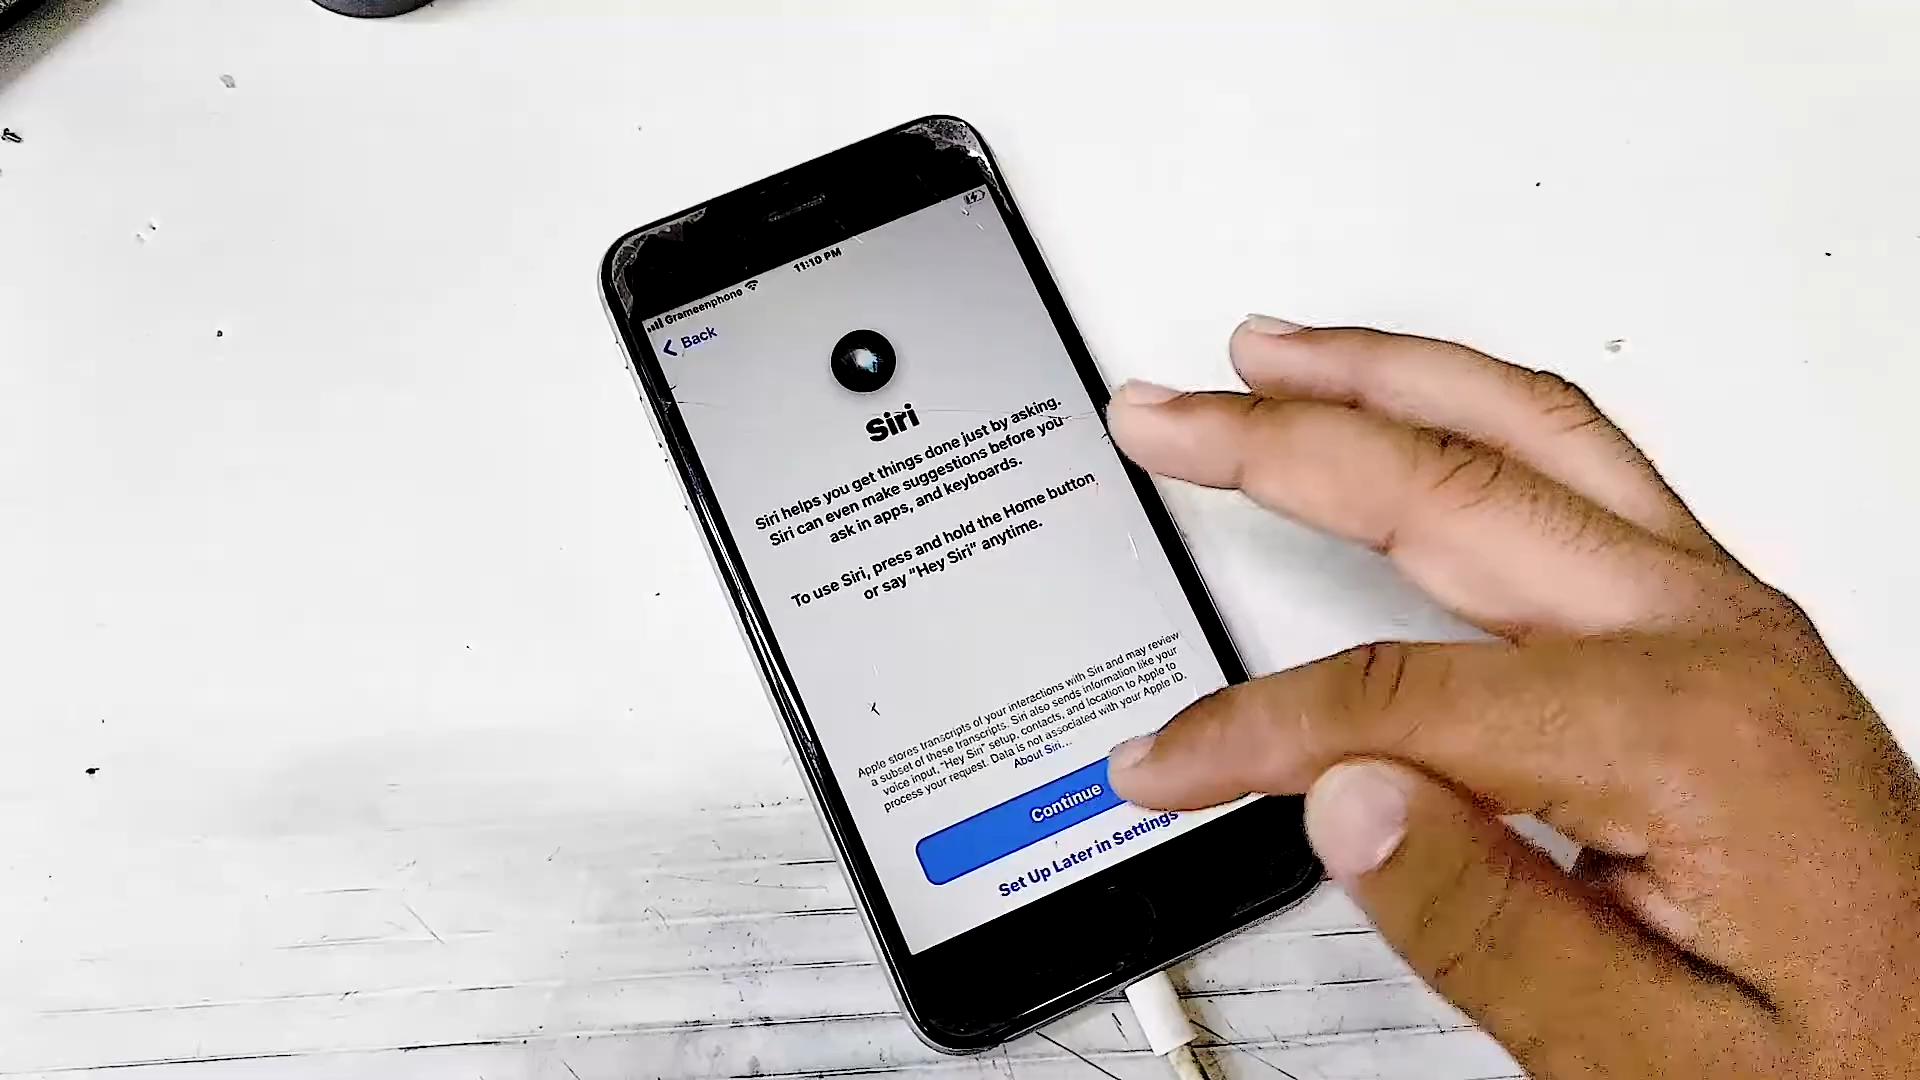 11:10 PM
Grameenphone
Back
Siri
Siri helps you get things done just by asking.
Siri can even make suggestions before you
ask in apps, and keyboards.
To use Siri, press and hold the Home button
or say "Hey Siri" anytime.
Apple stores transcripts of your interactions with Siri and may review
a subset of these transcripts. Siri also sends information like your
voice input, "Hey Siri" setup, contacts, and location to Apple to
process your request. Data is not associated with your Apple ID.
About Siri...
Continue
Set Up Later in Settings